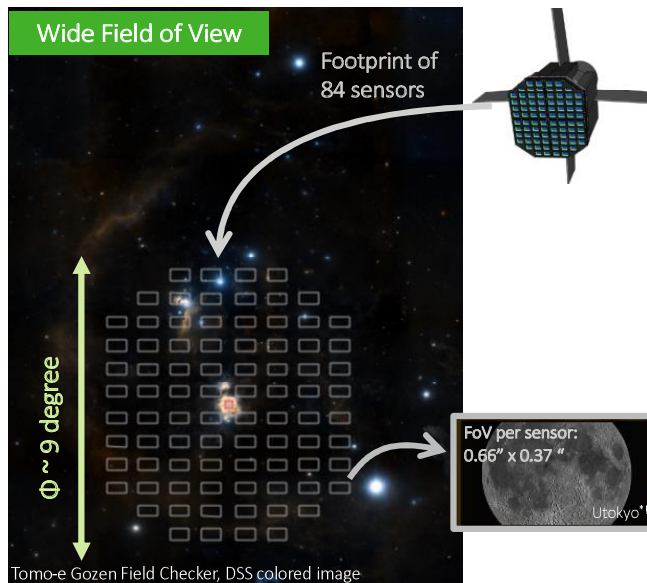 Wide Field of View
Footprint of
84 sensors
Φ ~ 9 degree
FoV per sensor:
0.66” x 0.37 “
Utokyo*
Tomo-e Gozen Field Checker, DSS colored image